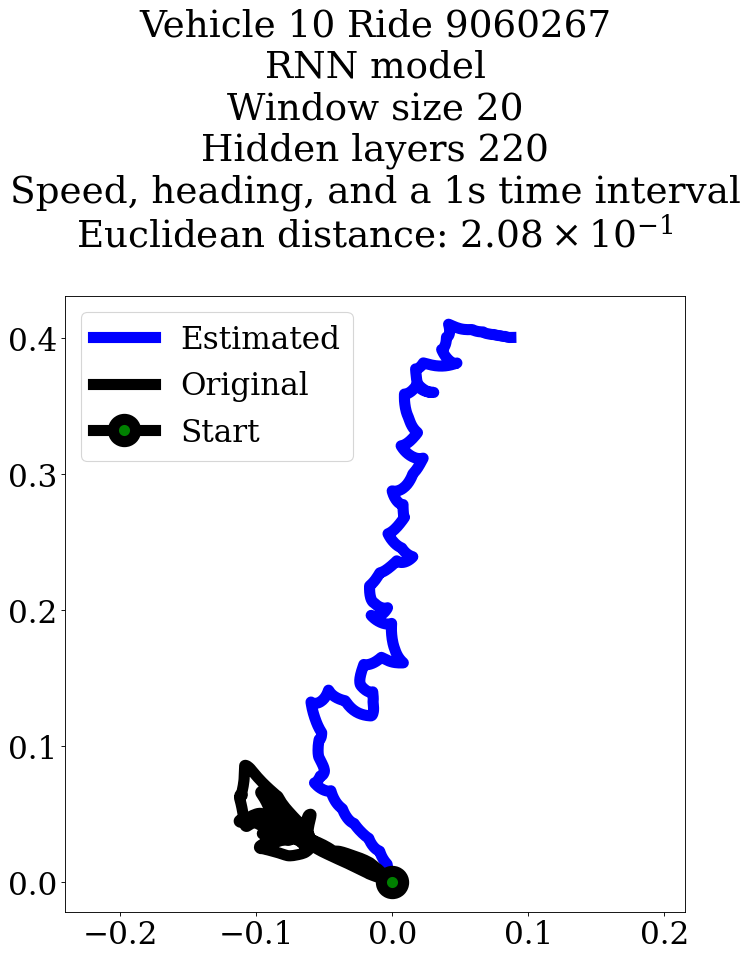 Vehicle 10 Ride 9060267
RNN model
Window size 20
Hidden layers 220
Speed, heading, and a 1s time interval
Euclidean distance: 2.08 × 10⁻¹
Estimated
Original
Start
0.4
0.3
0.2
0.1
0.0
−0.2 −0.1 0.0 0.1 0.2